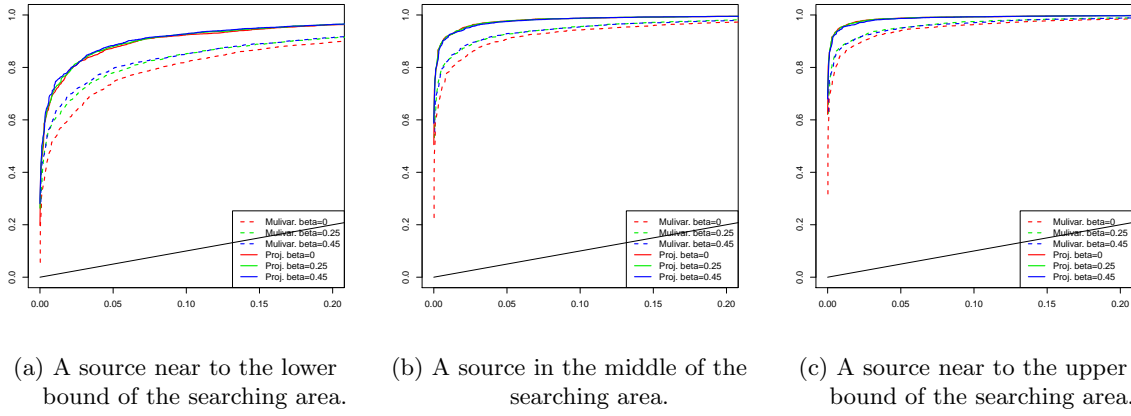 1.0
0.8
0.6
0.4
0.2
0.0
0.00 0.05 0.10 0.15 0.20
Mulivar. beta=0
Mulivar. beta=0.25
Mulivar. beta=0.45
Proj. beta=0
Proj. beta=0.25
Proj. beta=0.45
(a) A source near to the lower
bound of the searching area.
1.0
0.8
0.6
0.4
0.2
0.0
0.00 0.05 0.10 0.15 0.20
Mulivar. beta=0
Mulivar. beta=0.25
Mulivar. beta=0.45
Proj. beta=0
Proj. beta=0.25
Proj. beta=0.45
(b) A source in the middle of the
searching area.
1.0
0.8
0.6
0.4
0.2
0.0
0.00 0.05 0.10 0.15 0.20
Mulivar. beta=0
Mulivar. beta=0.25
Mulivar. beta=0.45
Proj. beta=0
Proj. beta=0.25
Proj. beta=0.45
(c) A source near to the upper
bound of the searching area.